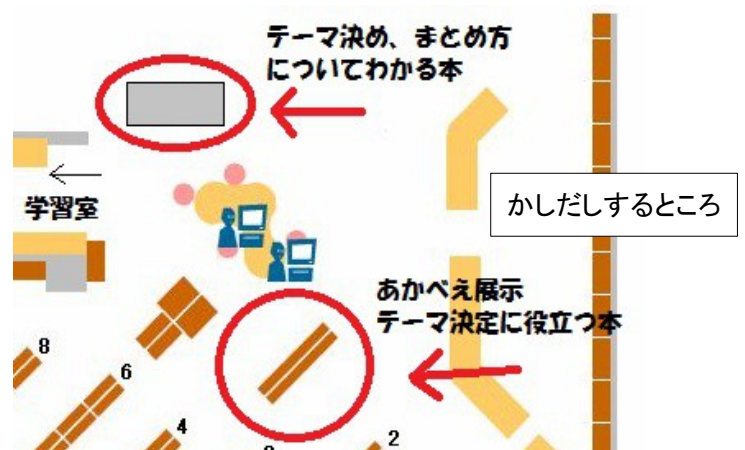 テーマ決め、まとめ方
についてわかる本
かしだしするところ
学習室
あかべえ展示
テーマ決定に役立つ本
8
6
4
2